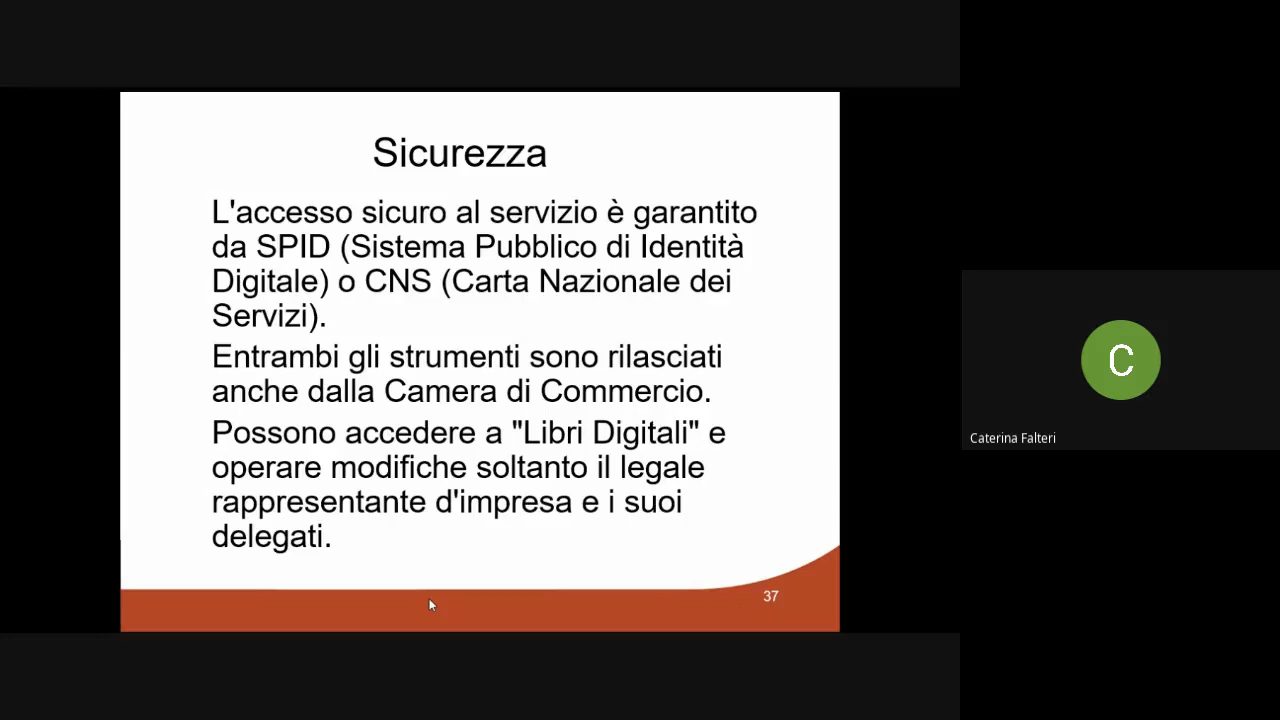 Sicurezza
L'accesso sicuro al servizio è garantito
da SPID (Sistema Pubblico di Identità
Digitale) o CNS (Carta Nazionale dei
Servizi).
Entrambi gli strumenti sono rilasciati
anche dalla Camera di Commercio.
Possono accedere a "Libri Digitali" e
operare modifiche soltanto il legale
rappresentante d'impresa e i suoi
delegati.
37
C
Caterina Falteri